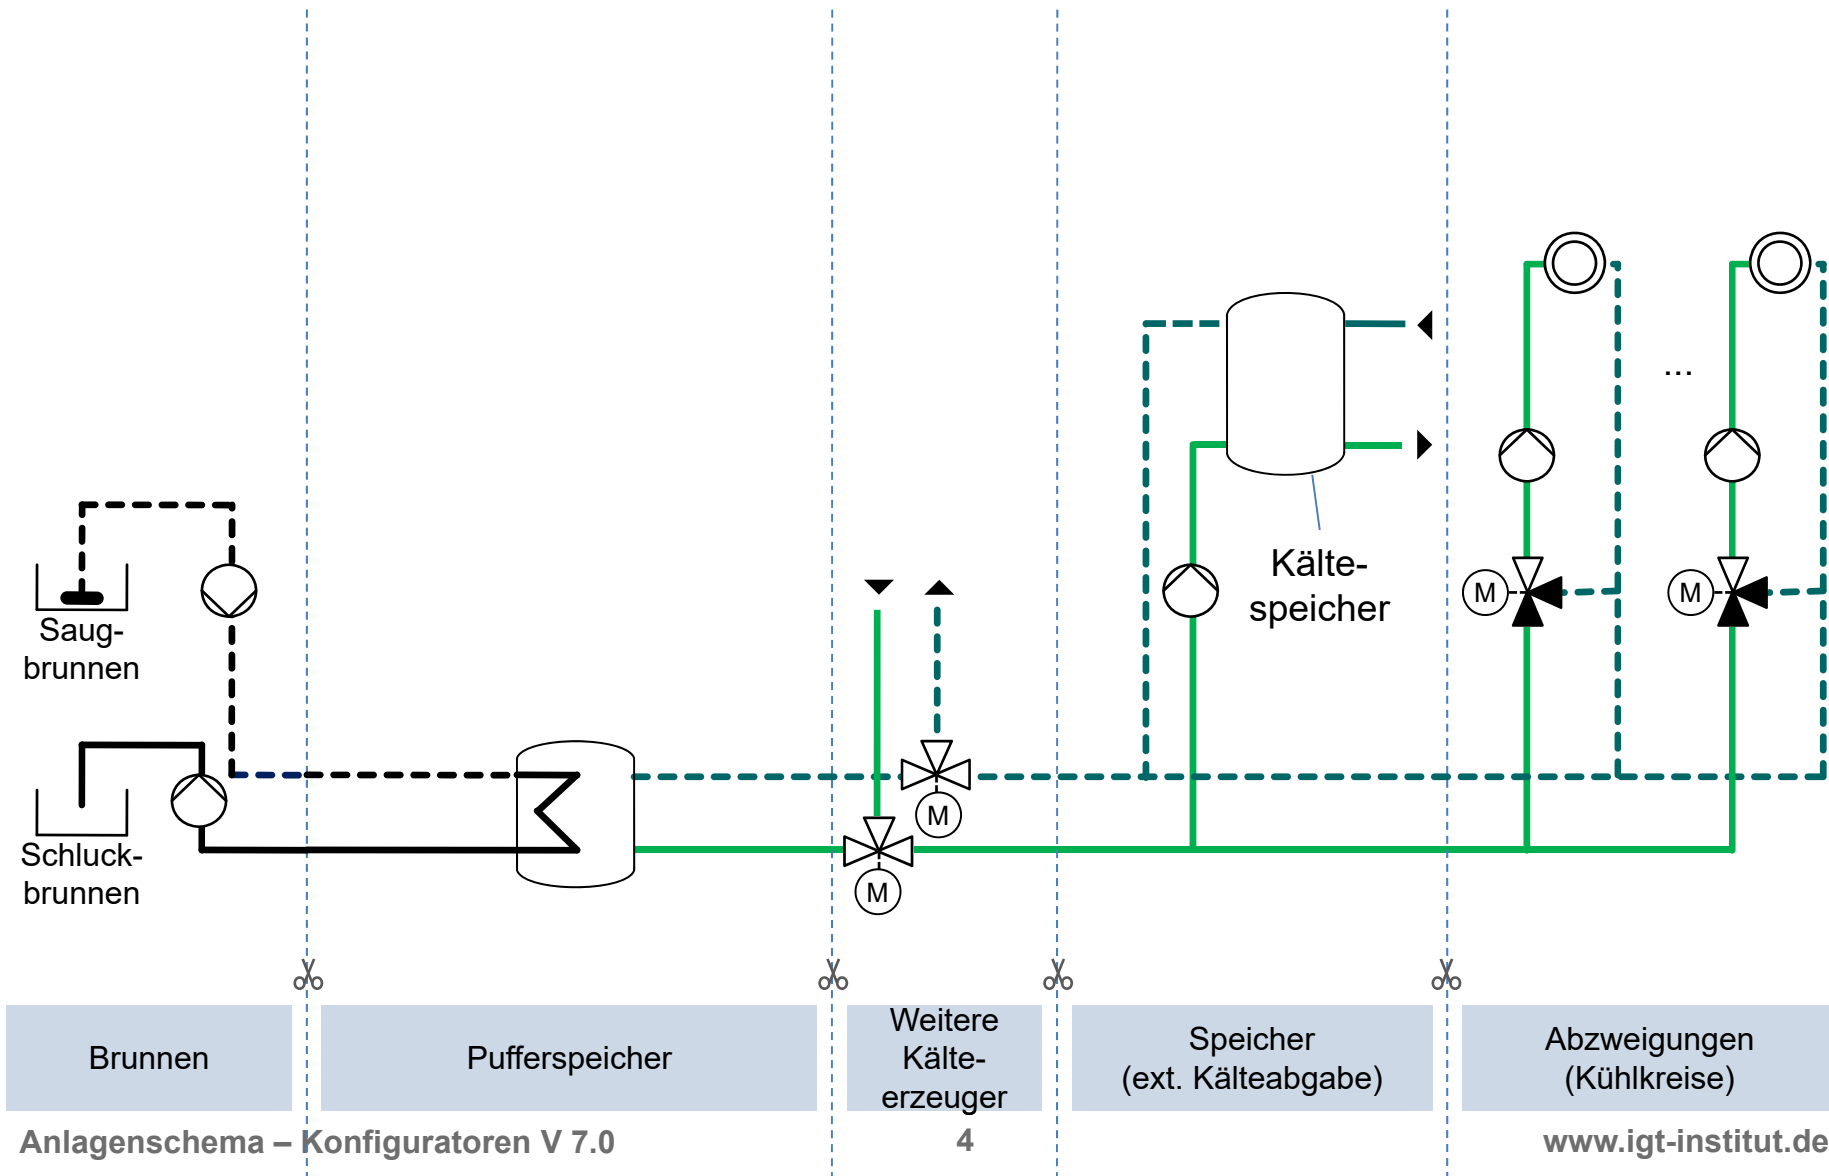 ...
Kälte-
speicher
M
M
Saug-
brunnen
M
Schluck-
brunnen
M
Brunnen
Pufferspeicher
Weitere
Kälte-
erzeuger
Speicher
(ext. Kälteabgabe)
Abzweigungen
(Kühlkreise)
Anlagenschema – Konfiguratoren V 7.0
4
www.igt-institut.de